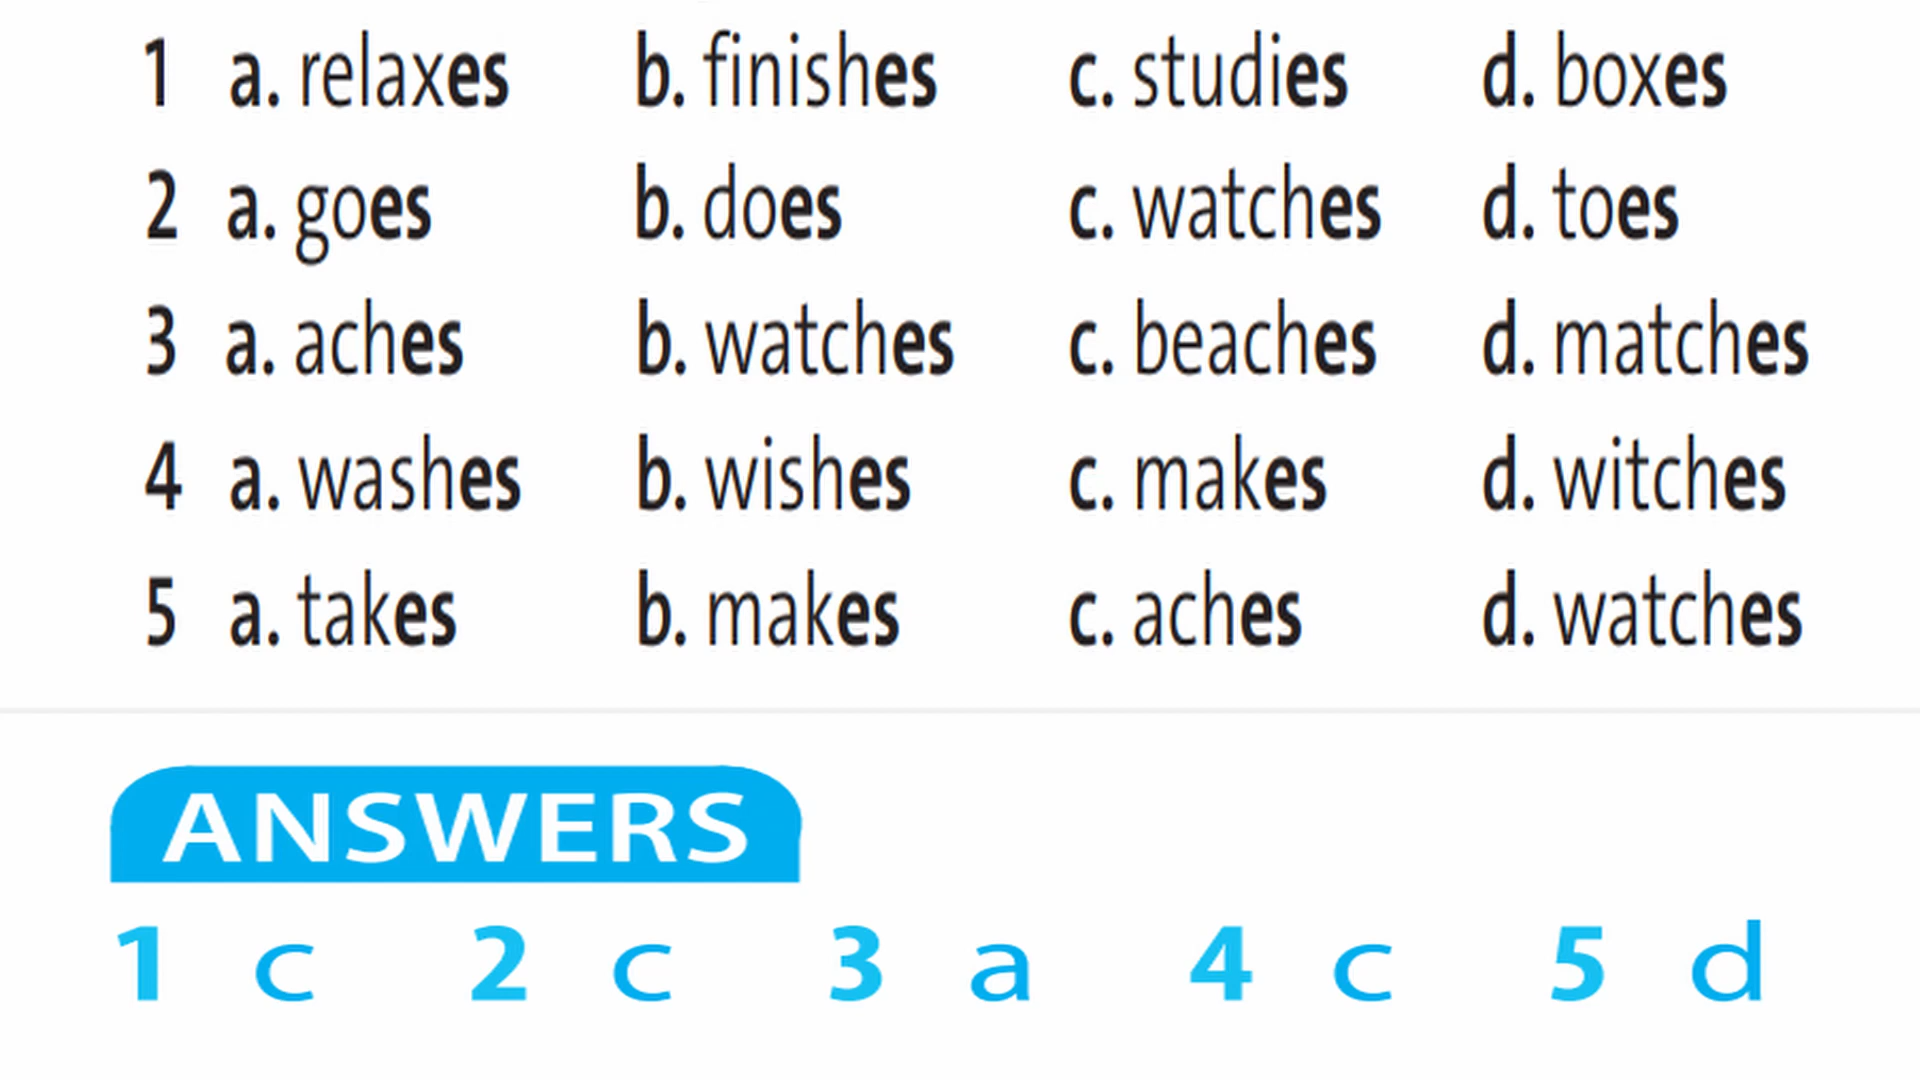 1 a. relaxes b. finishes c. studies d. boxes
2 a. goes b. does c. watches d. toes
3 a. aches b. watches c. beaches d. matches
4 a. washes b. wishes c. makes d. witches
5 a. takes b. makes c. aches d. watches
ANSWERS
1 c 2 c 3 a 4 c 5 d